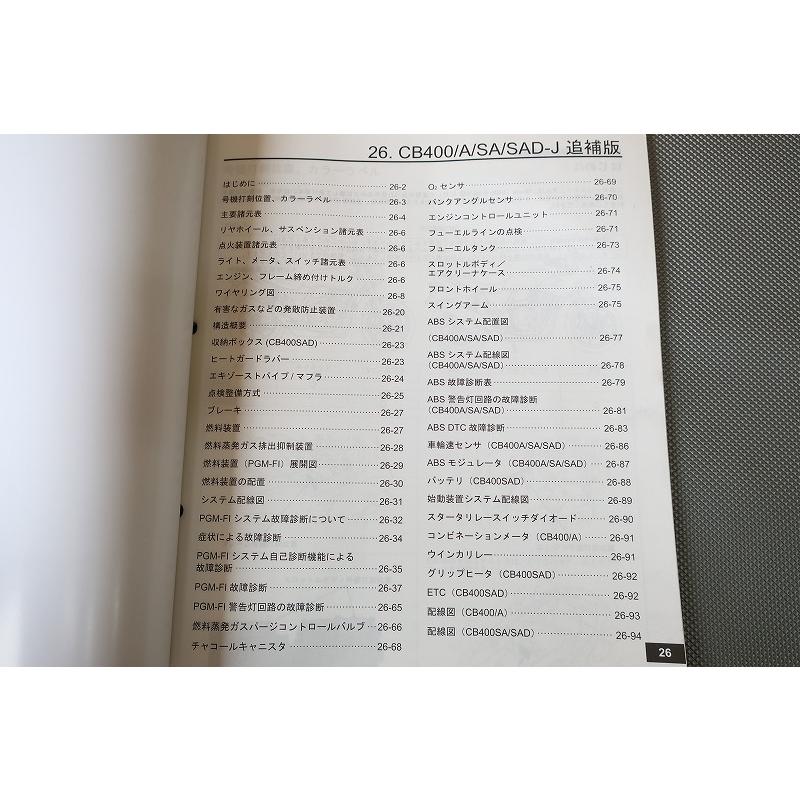 26. CB400/A/SA/SAD-J 追補版
はじめに 26-2
号機打刻位置、カラーラベル 26-3
主要諸元表 26-4
リヤホイール、サスペンション諸元表 26-6
点火装置諸元表 26-6
ライト、メータ、スイッチ諸元表 26-6
エンジン、フレーム締め付けトルク 26-6
ワイヤリング図 26-8
有害なガスなどの発散防止装置 26-20
構造概要 26-21
収納ボックス (CB400SAD) 26-23
ヒートガードラバー 26-23
エキゾーストパイプ / マフラ 26-24
点検整備方式 26-25
ブレーキ 26-27
燃料装置 26-27
燃料蒸発ガス排出抑制装置 26-28
燃料装置（PGM-FI）展開図 26-29
燃料装置の配置 26-30
システム配線図 26-31
PGM-FI システム故障診断について 26-32
症状による故障診断 26-34
PGM-FI システム自己診断機能による
故障診断 26-35
PGM-FI 故障診断 26-37
PGM-FI 警告灯回路の故障診断 26-65
燃料蒸発ガスパージコントロールバルブ 26-66
チャコールキャニスタ 26-68
O₂ センサ 26-69
バンクアングルセンサ 26-70
エンジンコントロールユニット 26-71
フューエルラインの点検 26-71
フューエルタンク 26-73
スロットルボディ／
エアクリーナケース 26-74
フロントホイール 26-75
スイングアーム 26-75
ABS システム配置図
（CB400A/SA/SAD） 26-77
ABS システム配線図
（CB400A/SA/SAD） 26-78
ABS 故障診断表 26-79
ABS 警告灯回路の故障診断
（CB400A/SA/SAD） 26-81
ABS DTC 故障診断 26-83
車輪速センサ（CB400A/SA/SAD） 26-86
ABS モジュレータ（CB400A/SA/SAD） 26-87
バッテリ（CB400SAD） 26-88
始動装置システム配線図 26-89
スタータリレースイッチダイオード 26-90
コンビネーションメータ（CB400/A） 26-91
ウインカリレー 26-91
グリップヒータ（CB400SAD） 26-92
ETC（CB400SAD） 26-92
配線図（CB400/A） 26-93
配線図（CB400SA/SAD） 26-94
26